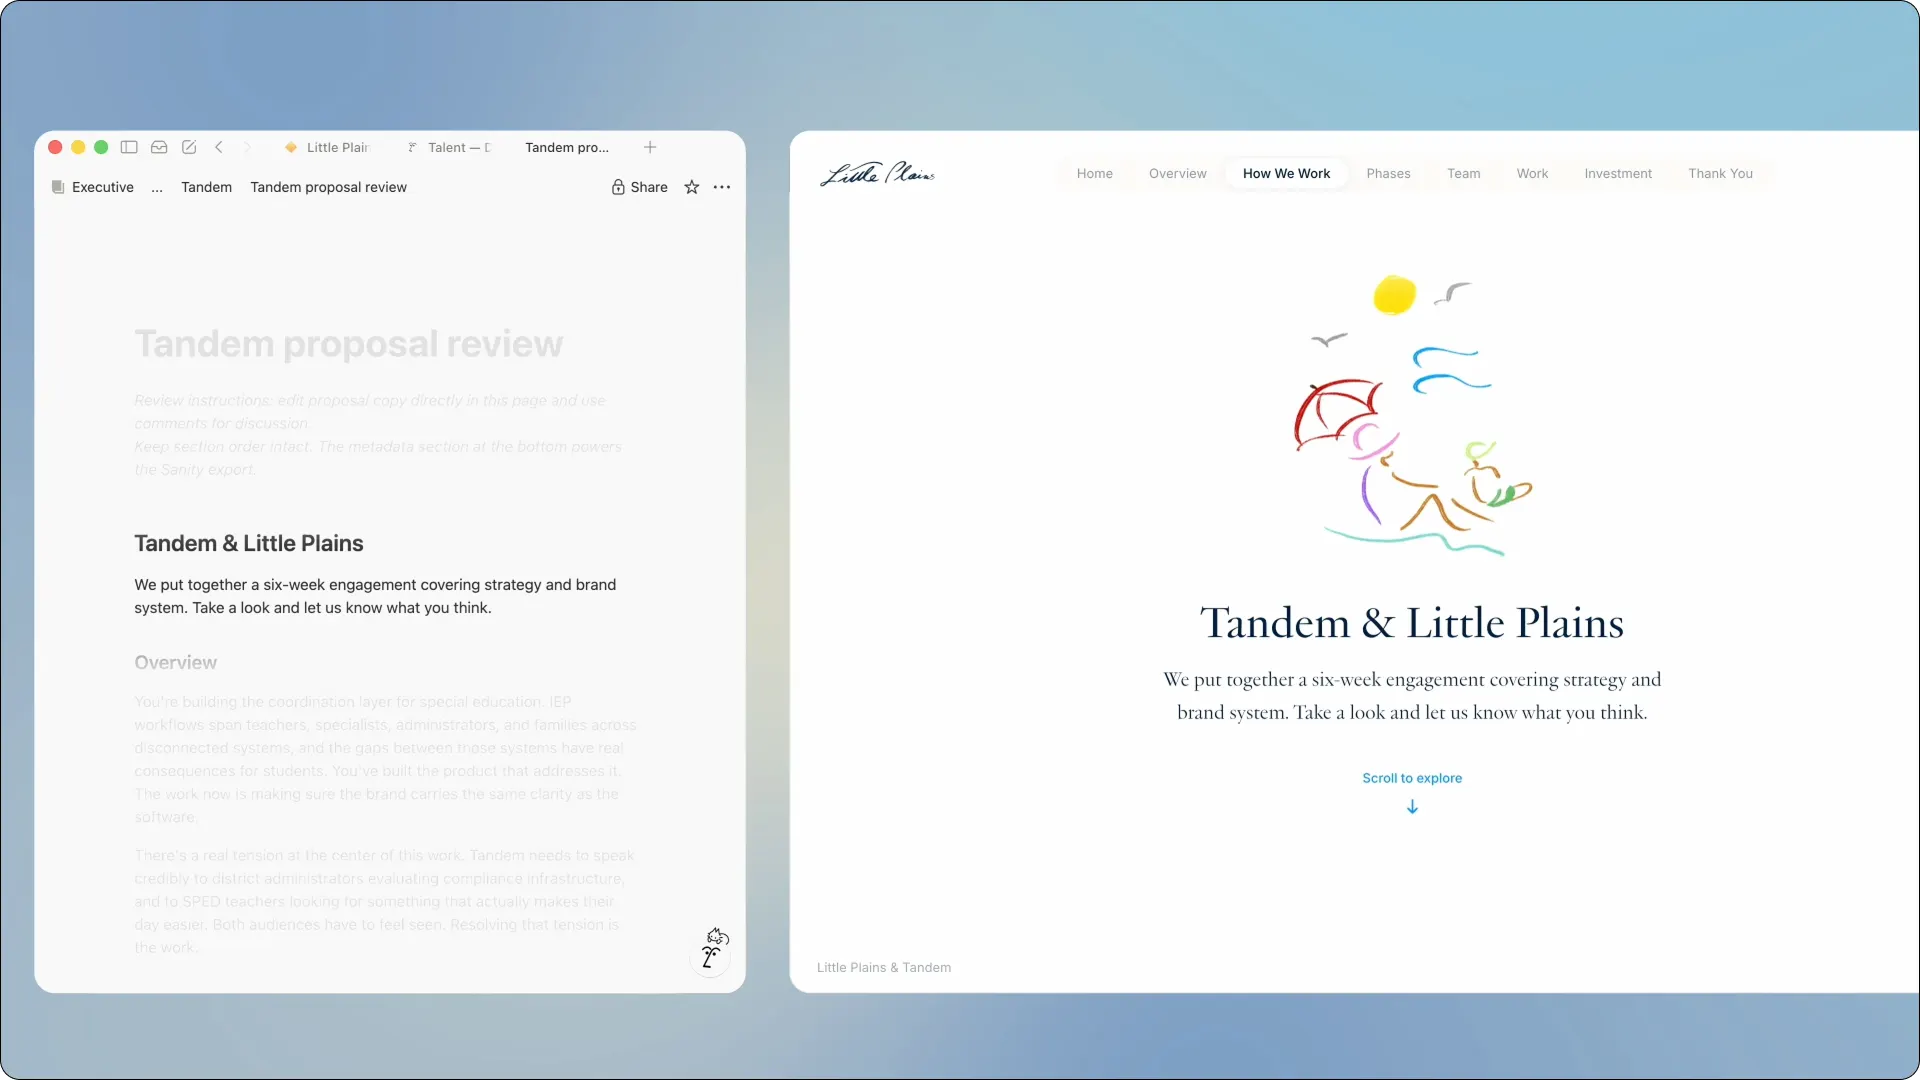 Little Plain
Talent — D
Tandem pro...
Executive ... Tandem Tandem proposal review
Share
Tandem proposal review
Review instructions: edit proposal copy directly in this page and use
comments for discussion.
Keep section order intact. The metadata section at the bottom powers
the Sanity export.
Tandem & Little Plains
We put together a six-week engagement covering strategy and brand
system. Take a look and let us know what you think.
Overview
You're building the coordination layer for special education. IEP
workflows span teachers, specialists, administrators, and families across
disconnected systems, and the gaps between those systems have real
consequences for students. You've built the product that addresses it.
The work now is making sure the brand carries the same clarity as the
software.
There's a real tension at the center of this work. Tandem needs to speak
credibly to district administrators evaluating compliance infrastructure,
and to SPED teachers looking for something that actually makes their
day easier. Both audiences have to feel seen. Resolving that tension is
the work.
Little Plains
Home Overview How We Work Phases Team Work Investment Thank You
Tandem & Little Plains
We put together a six-week engagement covering strategy and
brand system. Take a look and let us know what you think.
Scroll to explore
Little Plains & Tandem